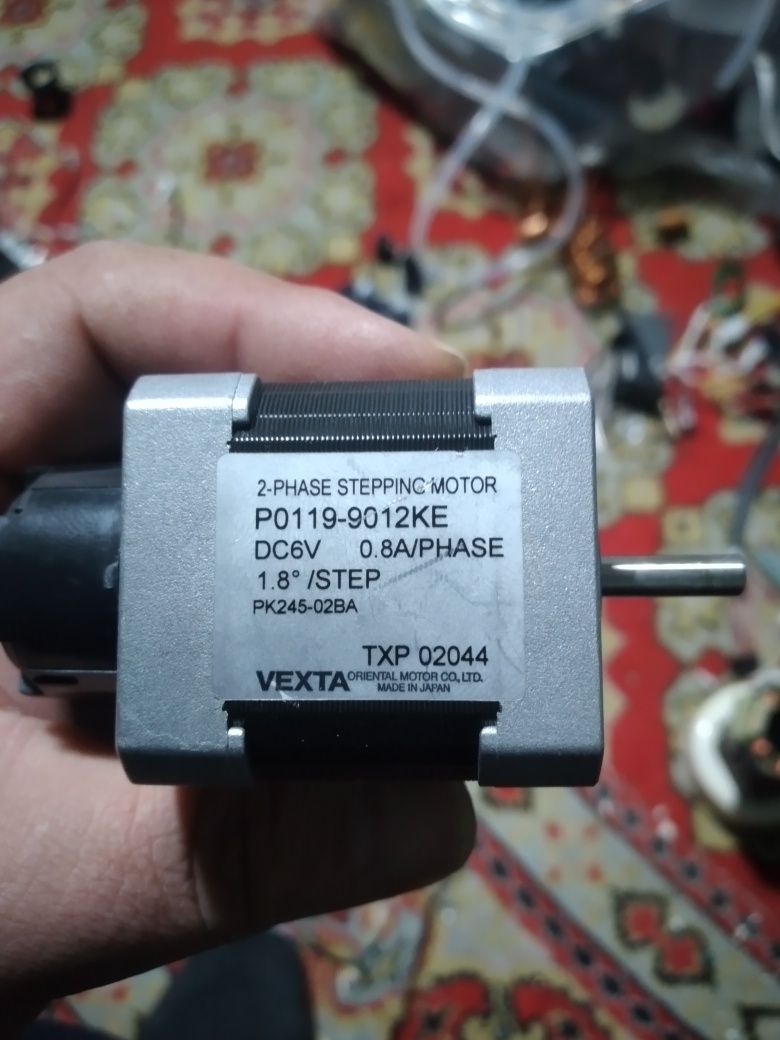 2-PHASE STEPPING MOTOR
P0119-9012KE
DC6V 0.8A/PHASE
1.8° /STEP
PK245-02BA
TXP 02044
VEXTA ORIENTAL MOTOR CO., LTD.
MADE IN JAPAN